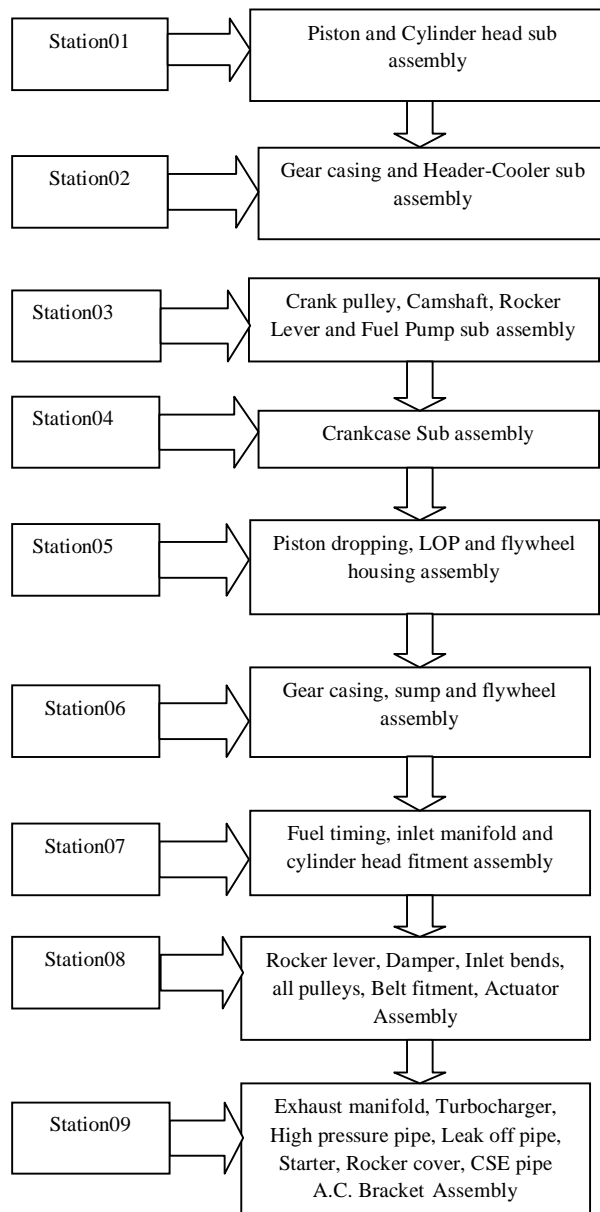 Station01
Piston and Cylinder head sub
assembly
Station02
Gear casing and Header-Cooler sub
assembly
Station03
Crank pulley, Camshaft, Rocker
Lever and Fuel Pump sub assembly
Station04
Crankcase Sub assembly
Station05
Piston dropping, LOP and flywheel
housing assembly
Station06
Gear casing, sump and flywheel
assembly
Station07
Fuel timing, inlet manifold and
cylinder head fitment assembly
Station08
Rocker lever, Damper, Inlet bends,
all pulleys, Belt fitment, Actuator
Assembly
Station09
Exhaust manifold, Turbocharger,
High pressure pipe, Leak off pipe,
Starter, Rocker cover, CSE pipe
A.C. Bracket Assembly